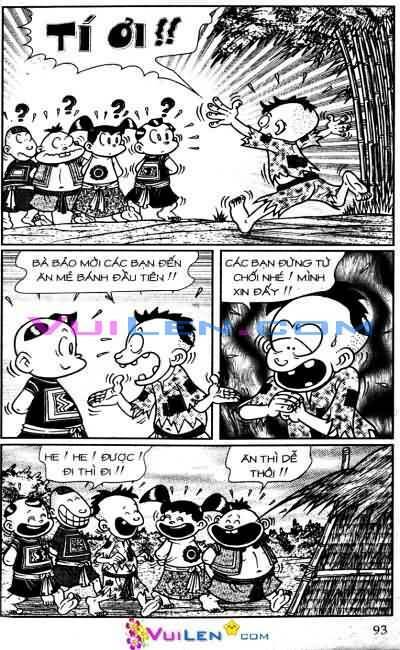 TÍ ƠI !!
? ? ? ?
BÀ BẢO MỜI CÁC BẠN ĐẾN
ĂN MẺ BÁNH ĐẦU TIÊN !!
CÁC BẠN ĐỪNG TỪ
CHỐI NHÉ ! MÌNH
XIN ĐẤY !!
VUILEN.COM
HE ! HE ! ĐƯỢC !
ĐI THÌ ĐI !!
ĂN THÌ DỄ
THÔI !!
93
VUILEN.COM